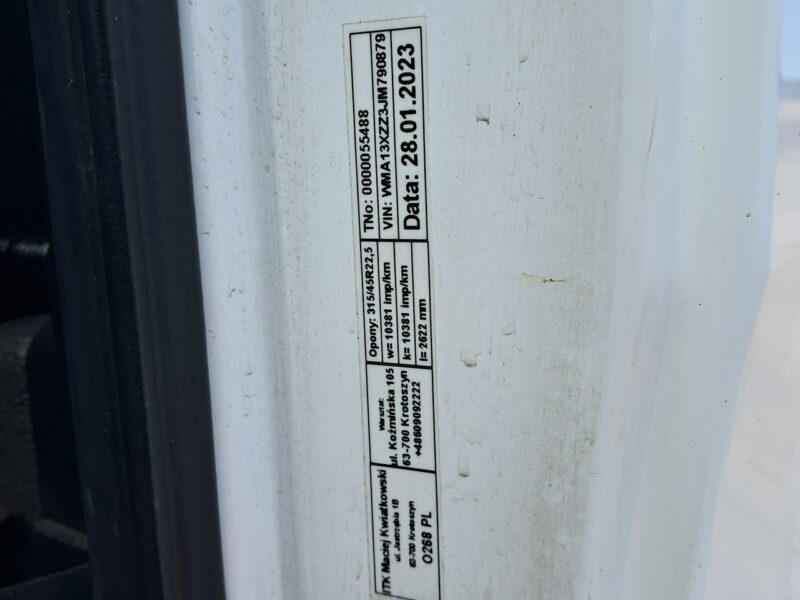 ITK Maciej Kwiatkowski
ul. Jastrzębia 1B
63-700 Krotoszyn
O268 PL
Warsztat:
ul. Koźmińska 105
63-700 Krotoszyn
+48609092222
Opony: 315/45R22,5
w= 10381 imp/km
k= 10381 imp/km
l= 2622 mm
TNo: 0000055488
VIN: WMA13XZZ3JM790879
Data: 28.01.2023